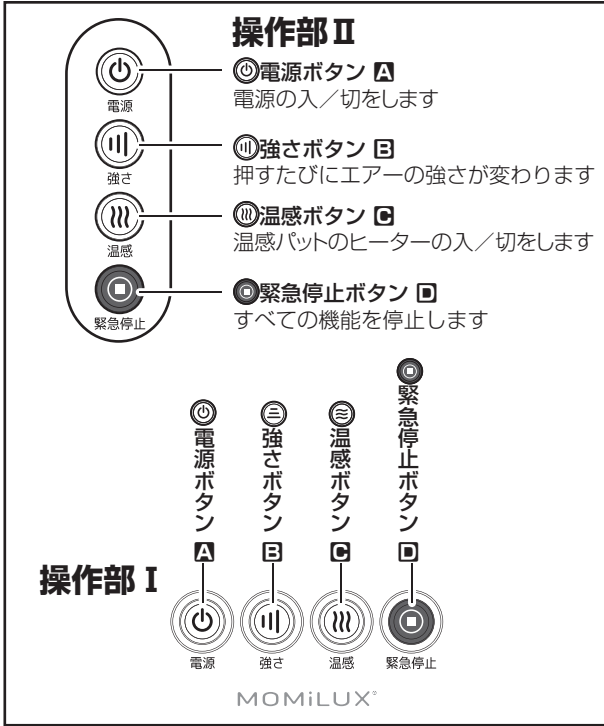 操作部Ⅱ
電源
強さ
温感
緊急停止
電源ボタン A
電源の入／切をします
強さボタン B
押すたびにエアーの強さが変わります
温感ボタン C
温感パットのヒーターの入／切をします
緊急停止ボタン D
すべての機能を停止します
電源ボタン A
強さボタン B
温感ボタン C
緊急停止ボタン D
操作部Ⅰ
電源
強さ
温感
緊急停止
MOMiLUX®